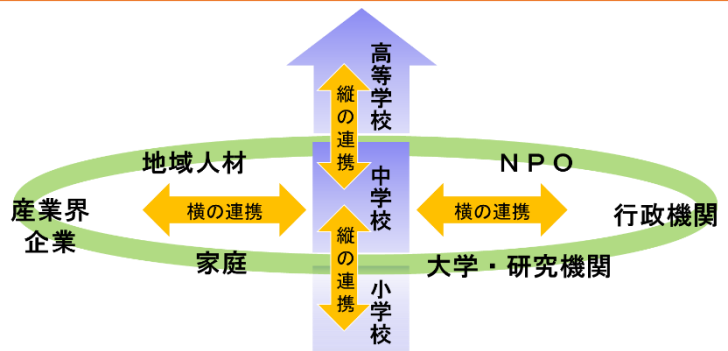 高等学校
縦の連携
地域人材
NPO
中学校
産業界
企業
横の連携
横の連携
行政機関
家庭
縦の連携
大学・研究機関
小学校